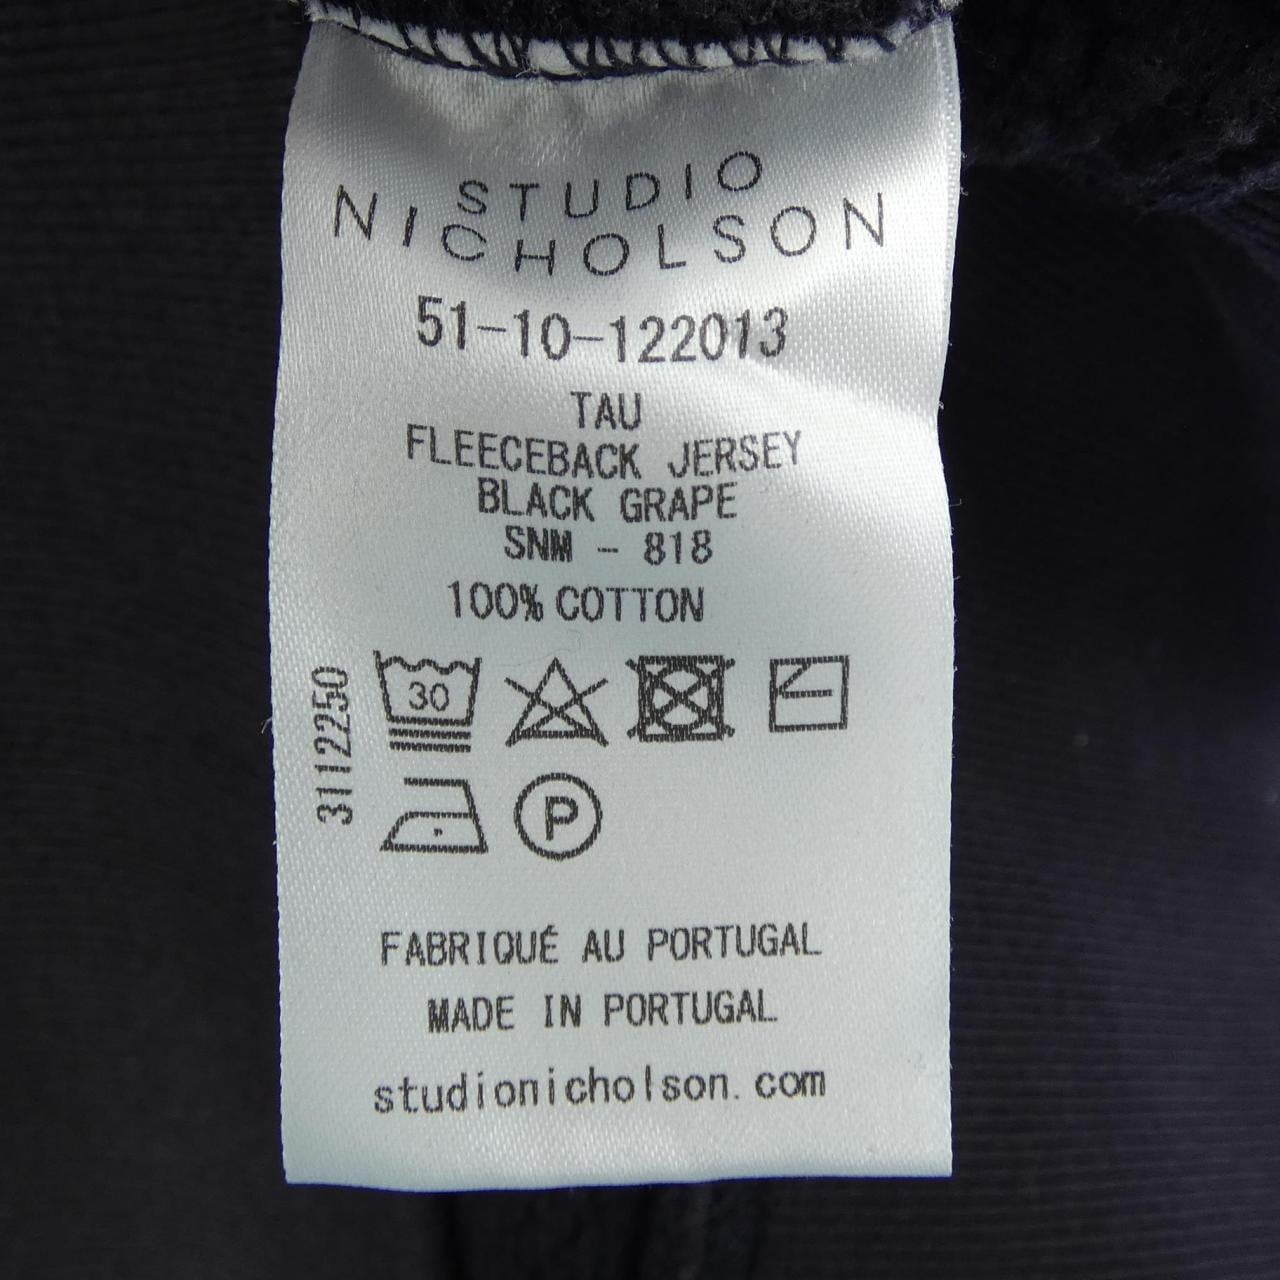 STUDIO
NICHOLSON
51-10-122013
TAU
FLEECEBACK JERSEY
BLACK GRAPE
SNM - 818
100% COTTON
3112250
30
P
FABRIQUÉ AU PORTUGAL
MADE IN PORTUGAL
studionicholson.com